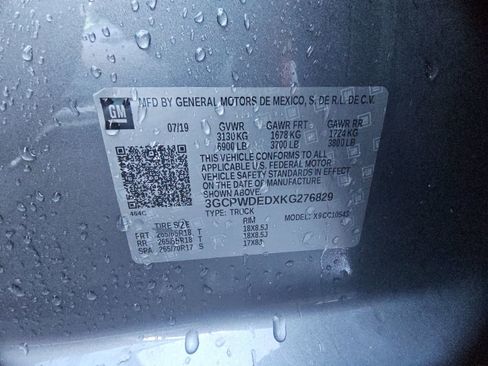 GM
MFD BY GENERAL MOTORS DE MEXICO, S. DE R.L. DE C.V.
07/19 GVWR GAWR FRT GAWR RR
3130 KG 1678 KG 1724 KG
6900 LB 3700 LB 3800 LB
THIS VEHICLE CONFORMS TO ALL
APPLICABLE U.S. FEDERAL MOTOR
VEHICLE SAFETY STANDARDS IN
EFFECT ON THE DATE OF MANUFACTURE
SHOWN ABOVE.
3GCPWDEDXKG276829
464C TYPE: TRUCK MODEL: X9CC10543
TIRE SIZE RIM
FRT 265/65R18 T 18X8.5J
RR 265/65R18 T 18X8.5J
SPA 265/70R17 S 17X8J